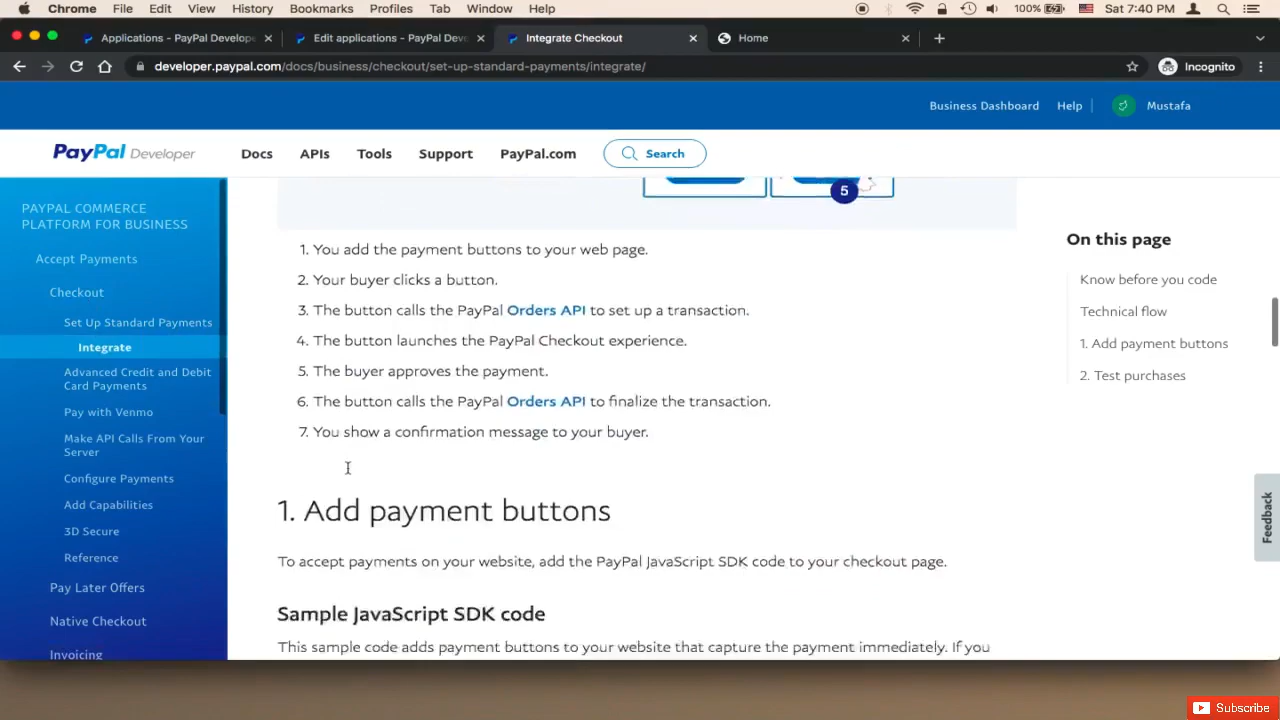 Chrome File Edit View History Bookmarks Profiles Tab Window Help 100% Sat 7:40 PM
Applications - PayPal Develope
Edit applications - PayPal Deve
Integrate Checkout
Home
developer.paypal.com/docs/business/checkout/set-up-standard-payments/integrate/
Incognito
Business Dashboard Help Mustafa
PayPal Developer Docs APIs Tools Support PayPal.com Search
PAYPAL COMMERCE
PLATFORM FOR BUSINESS
Accept Payments
Checkout
Set Up Standard Payments
Integrate
Advanced Credit and Debit
Card Payments
Pay with Venmo
Make API Calls From Your
Server
Configure Payments
Add Capabilities
3D Secure
Reference
Pay Later Offers
Native Checkout
Invoicing
5
1. You add the payment buttons to your web page.
2. Your buyer clicks a button.
3. The button calls the PayPal Orders API to set up a transaction.
4. The button launches the PayPal Checkout experience.
5. The buyer approves the payment.
6. The button calls the PayPal Orders API to finalize the transaction.
7. You show a confirmation message to your buyer.
1. Add payment buttons
To accept payments on your website, add the PayPal JavaScript SDK code to your checkout page.
Sample JavaScript SDK code
This sample code adds payment buttons to your website that capture the payment immediately. If you
On this page
Know before you code
Technical flow
1. Add payment buttons
2. Test purchases
Feedback
Subscribe